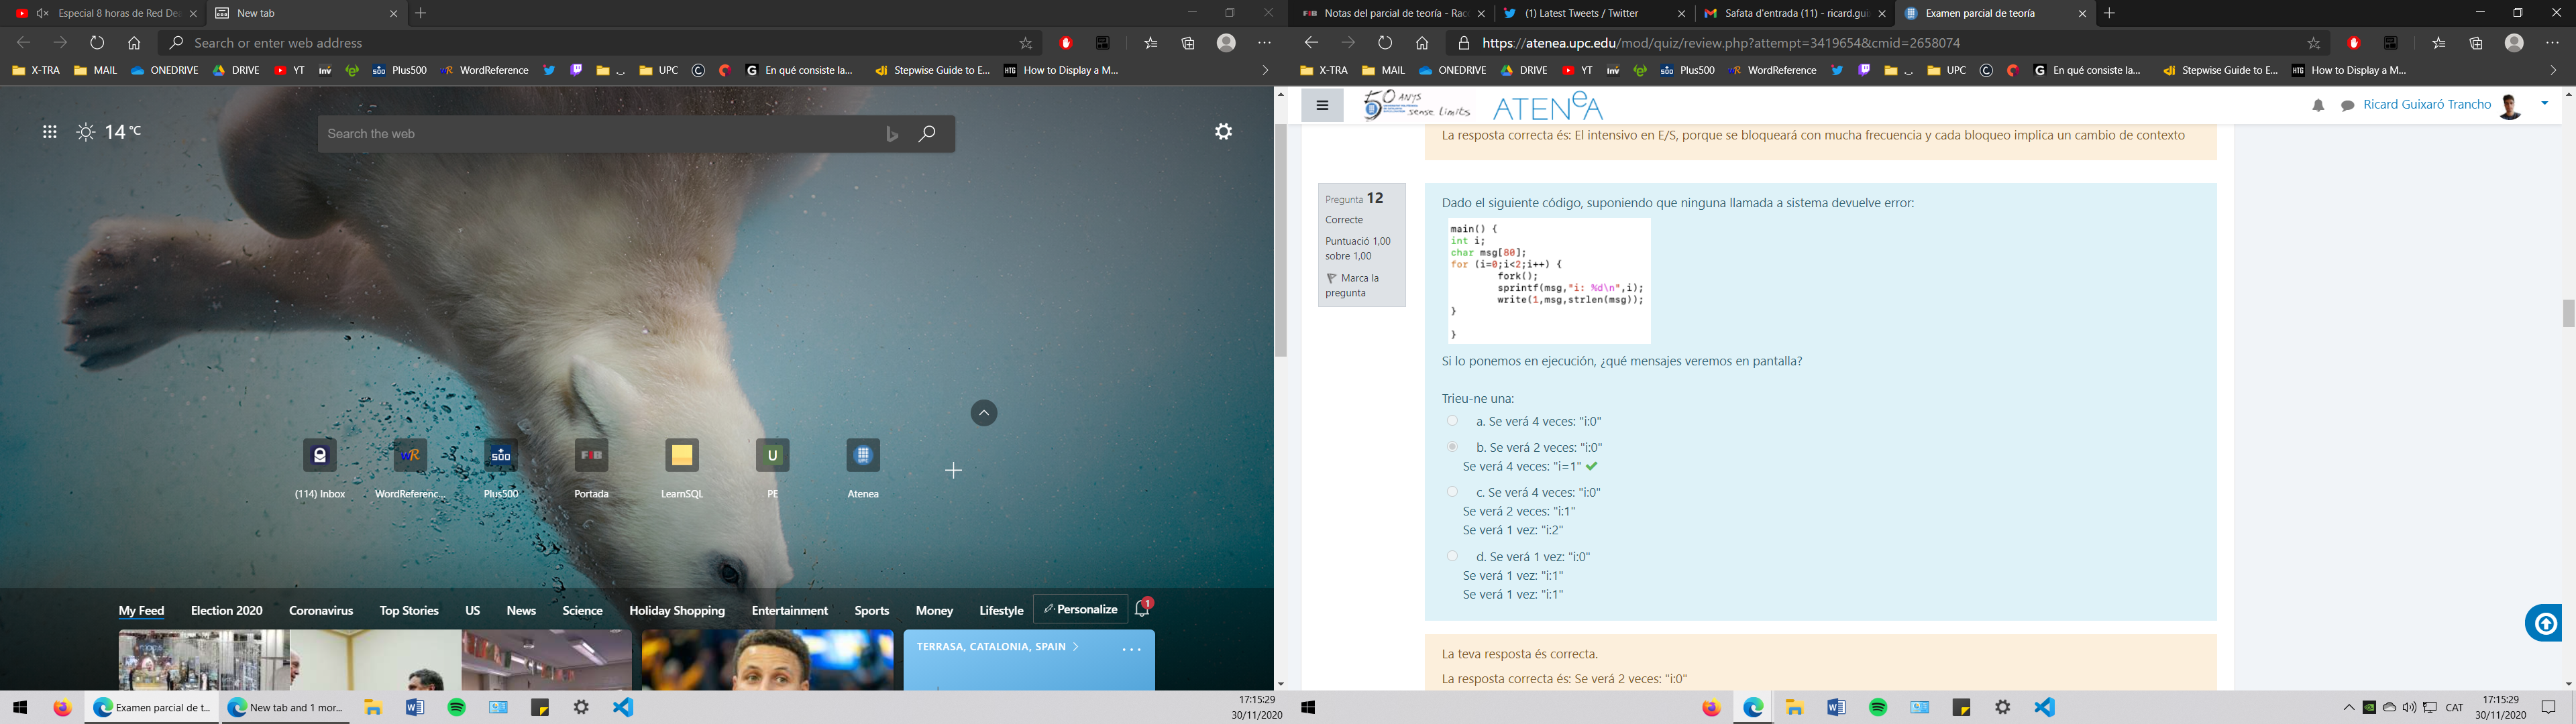 Especial 8 horas de Red De
New tab
Search or enter web address
X-TRA MAIL ONEDRIVE DRIVE YT inv Plus500 WordReference UPC En qué consiste la... Stepwise Guide to E... HTG How to Display a M...
14 °C
Search the web
(114) Inbox
WordReferenc...
Plus500
Portada
LearnSQL
PE
Atenea
My Feed Election 2020 Coronavirus Top Stories US News Science Holiday Shopping Entertainment Sports Money Lifestyle Personalize 1
TERRASA, CATALONIA, SPAIN
Examen parcial de t...
New tab and 1 mor...
17:15:29
30/11/2020
Notas del parcial de teoría - Rac
(1) Latest Tweets / Twitter
Safata d'entrada (11) - ricard.gui
Examen parcial de teoría
https://atenea.upc.edu/mod/quiz/review.php?attempt=3419654&cmid=2658074
X-TRA MAIL ONEDRIVE DRIVE YT inv Plus500 WordReference UPC En qué consiste la... Stepwise Guide to E... HTG How to Display a M...
50 ANYS
sense límits
ATENEA
Ricard Guixaró Trancho
La resposta correcta és: El intensivo en E/S, porque se bloqueará con mucha frecuencia y cada bloqueo implica un cambio de contexto
Pregunta 12
Correcte
Puntuació 1,00
sobre 1,00
Marca la
pregunta
Dado el siguiente código, suponiendo que ninguna llamada a sistema devuelve error:
main() {
int i;
char msg[80];
for (i=0;i<2;i++) {
fork();
sprintf(msg,"i: %d\n",i);
write(1,msg,strlen(msg));
}
}
Si lo ponemos en ejecución, ¿qué mensajes veremos en pantalla?
Trieu-ne una:
a. Se verá 4 veces: "i:0"
b. Se verá 2 veces: "i:0"
Se verá 4 veces: "i=1"
c. Se verá 4 veces: "i:0"
Se verá 2 veces: "i:1"
Se verá 1 vez: "i:2"
d. Se verá 1 vez: "i:0"
Se verá 1 vez: "i:1"
Se verá 1 vez: "i:1"
La teva resposta és correcta.
La resposta correcta és: Se verá 2 veces: "i:0"
CAT
17:15:29
30/11/2020